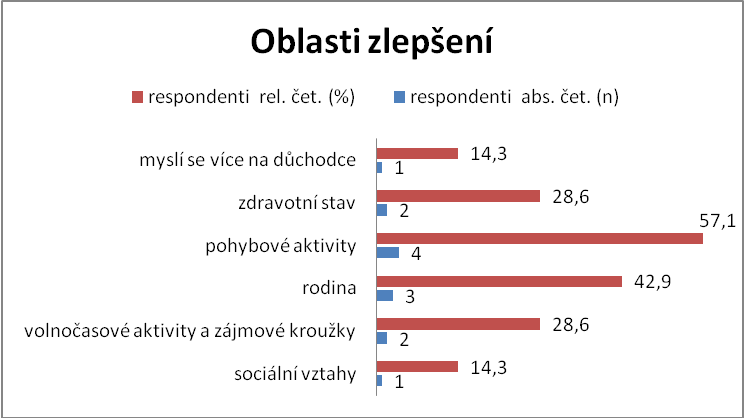 Oblasti zlepšení
respondenti rel. čet. (%) respondenti abs. čet. (n)
myslí se více na důchodce 14,3
1
zdravotní stav 28,6
2
57,1
pohybové aktivity
4
rodina 42,9
3
volnočasové aktivity a zájmové kroužky 28,6
2
sociální vztahy 14,3
1